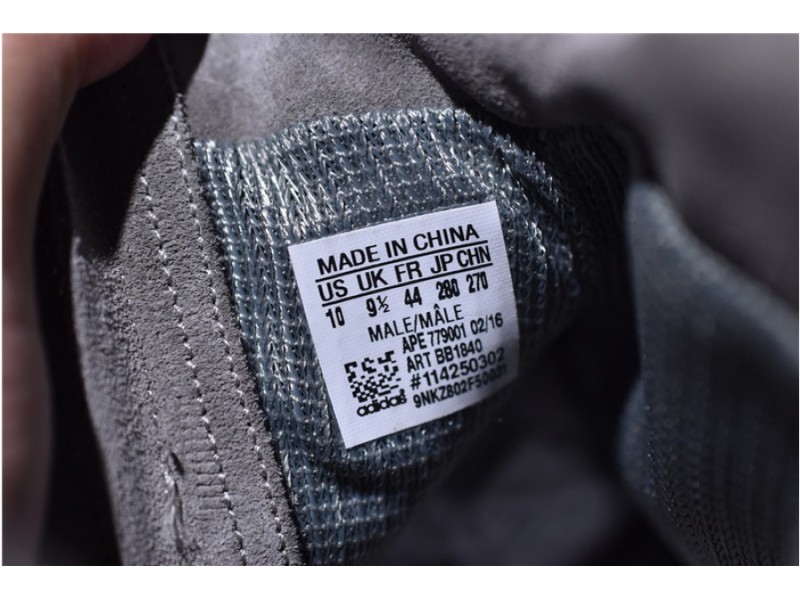 MADE IN CHINA
US UK FR JP CHN
10 9½ 44 280 270
MALE/MÂLE
APE 779001 02/16
ART BB1840
#114250302
adidas